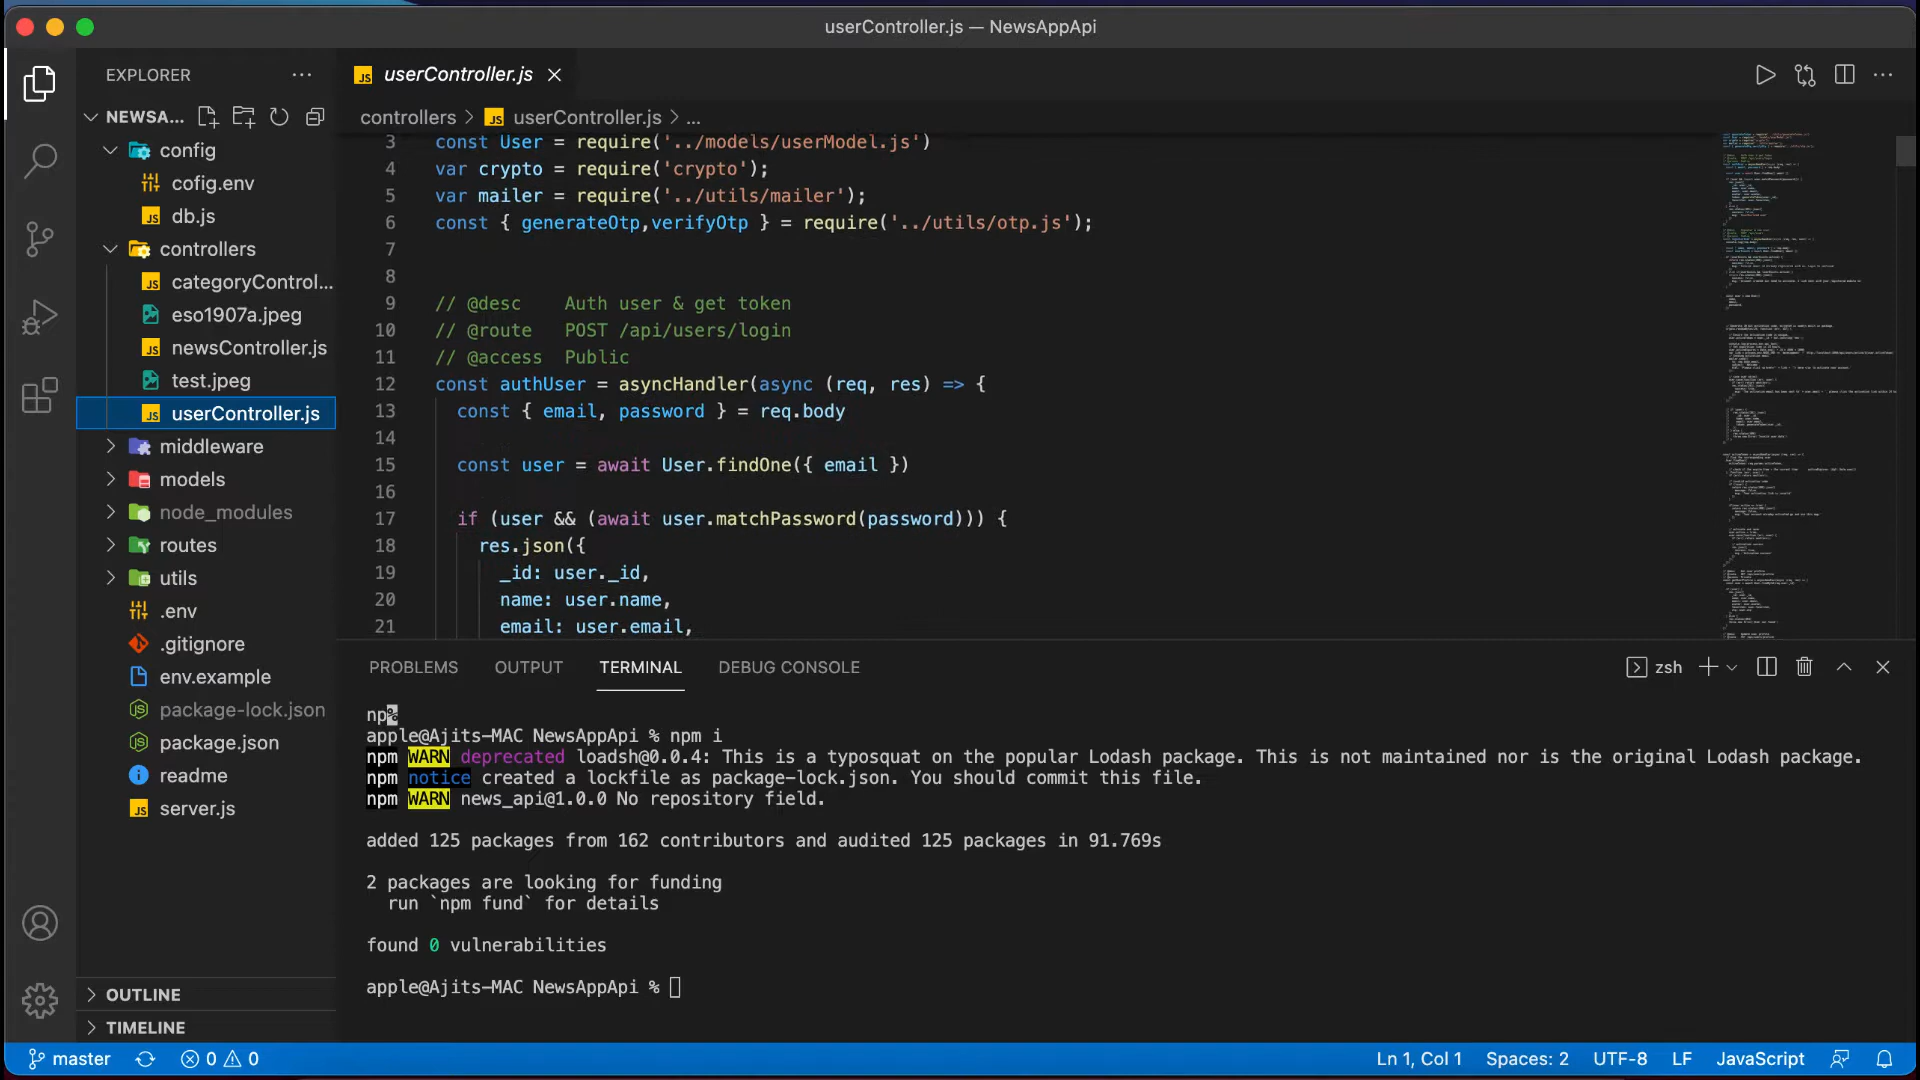 userController.js — NewsAppApi
EXPLORER
userController.js
NEWSA...
controllers > userController.js > ...
config
cofig.env
db.js
controllers
categoryControl...
eso1907a.jpeg
newsController.js
test.jpeg
userController.js
middleware
models
node_modules
routes
utils
.env
.gitignore
env.example
package-lock.json
package.json
readme
server.js
OUTLINE
TIMELINE
3 const User = require('../models/userModel.js')
4 var crypto = require('crypto');
5 var mailer = require('../utils/mailer');
6 const { generateOtp,verifyOtp } = require('../utils/otp.js');
7
8
9 // @desc    Auth user & get token
10 // @route   POST /api/users/login
11 // @access  Public
12 const authUser = asyncHandler(async (req, res) => {
13 const { email, password } = req.body
14
15 const user = await User.findOne({ email })
16
17 if (user && (await user.matchPassword(password))) {
18 res.json({
19 _id: user._id,
20 name: user.name,
21 email: user.email,
PROBLEMS OUTPUT TERMINAL DEBUG CONSOLE
zsh
np%
apple@Ajits-MAC NewsAppApi % npm i
npm WARN deprecated loadsh@0.0.4: This is a typosquat on the popular Lodash package. This is not maintained nor is the original Lodash package.
npm notice created a lockfile as package-lock.json. You should commit this file.
npm WARN news_api@1.0.0 No repository field.
added 125 packages from 162 contributors and audited 125 packages in 91.769s
2 packages are looking for funding
run `npm fund` for details
found 0 vulnerabilities
apple@Ajits-MAC NewsAppApi %
master 0 0 Ln 1, Col 1 Spaces: 2 UTF-8 LF JavaScript